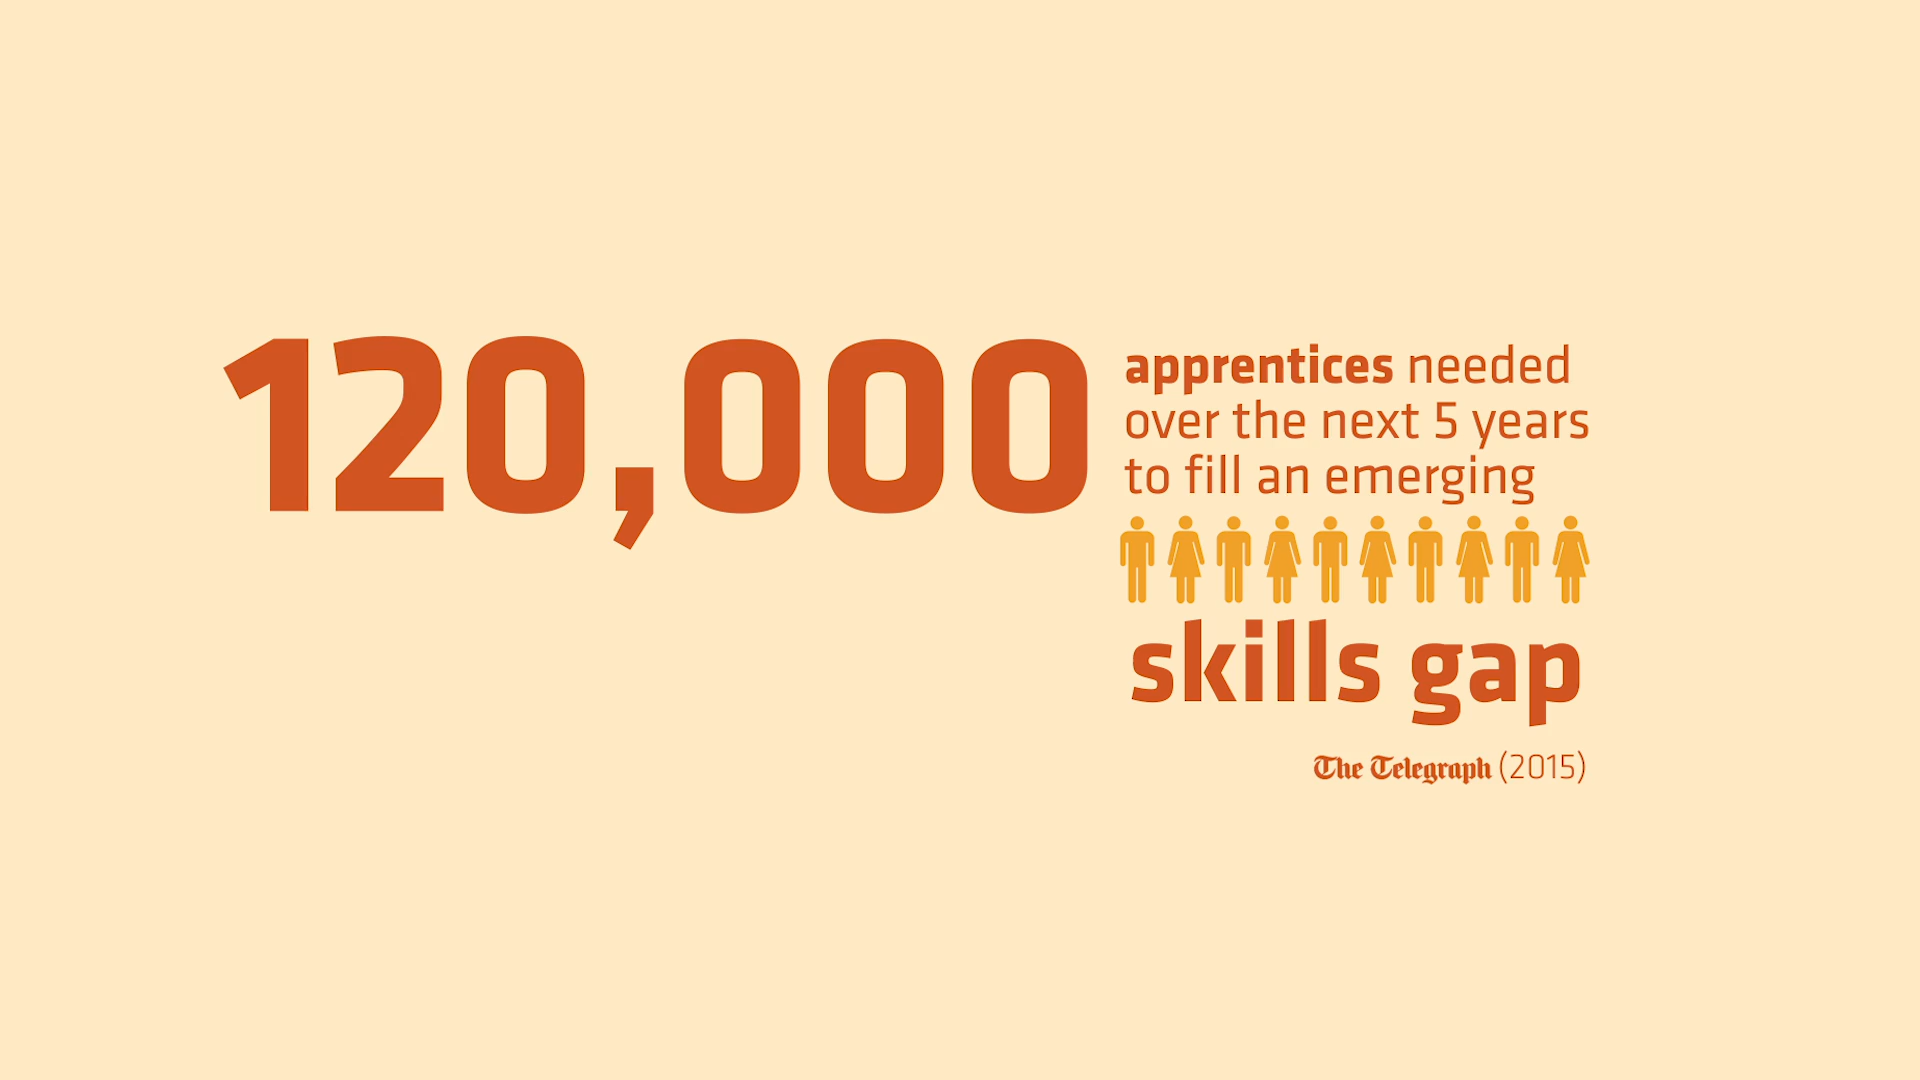 120,000
apprentices needed
over the next 5 years
to fill an emerging
skills gap
The Telegraph (2015)